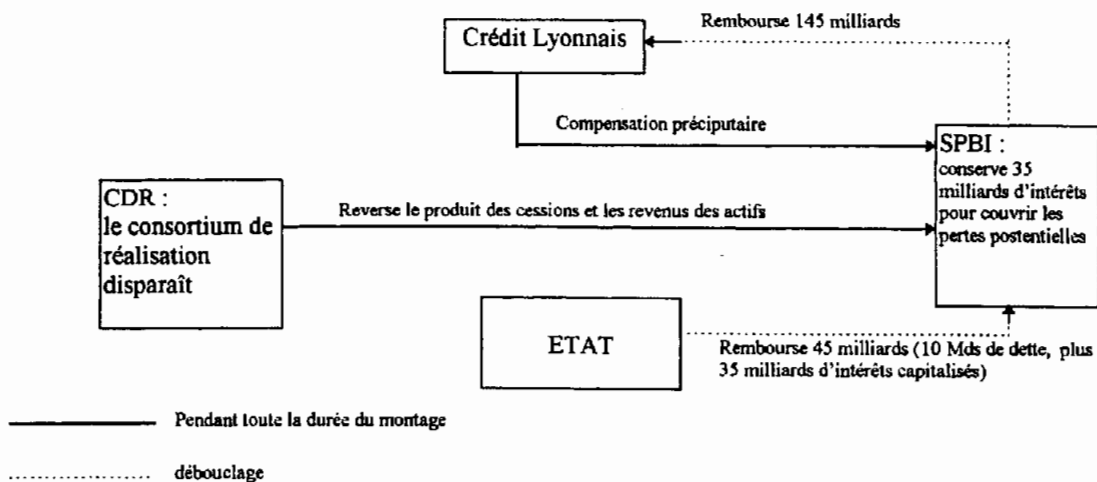 Rembourse 145 milliards
Crédit Lyonnais
Compensation préciputaire
SPBI :
conserve 35
milliards d'intérêts
pour couvrir les
pertes postentielles
CDR :
le consortium de
réalisation
disparaît
Reverse le produit des cessions et les revenus des actifs
ETAT
Rembourse 45 milliards (10 Mds de dette, plus
35 milliards d'intérêts capitalisés)
Pendant toute la durée du montage
débouclage